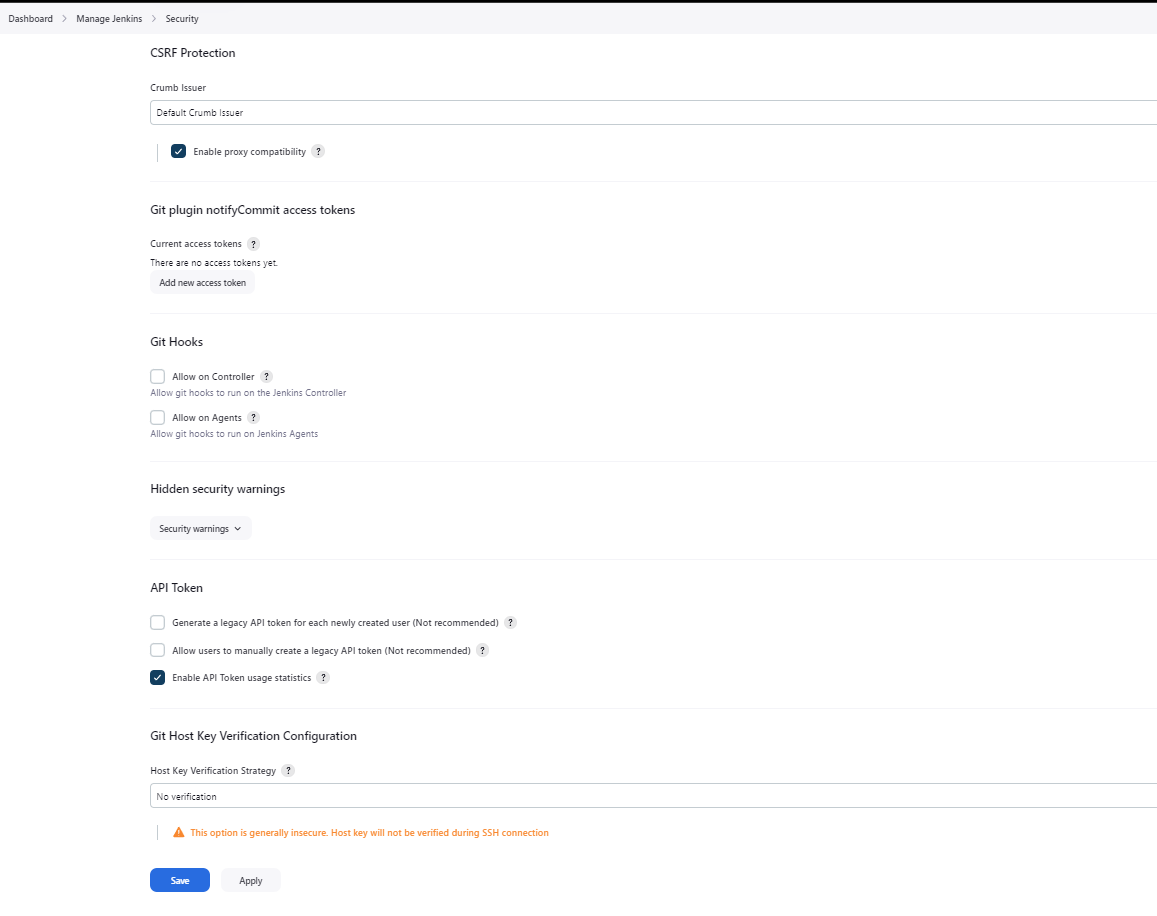 Dashboard > Manage Jenkins > Security
CSRF Protection
Crumb Issuer
Default Crumb Issuer
Enable proxy compatibility ?
Git plugin notifyCommit access tokens
Current access tokens ?
There are no access tokens yet.
Add new access token
Git Hooks
Allow on Controller ?
Allow git hooks to run on the Jenkins Controller
Allow on Agents ?
Allow git hooks to run on Jenkins Agents
Hidden security warnings
Security warnings
API Token
Generate a legacy API token for each newly created user (Not recommended) ?
Allow users to manually create a legacy API token (Not recommended) ?
Enable API Token usage statistics ?
Git Host Key Verification Configuration
Host Key Verification Strategy ?
No verification
This option is generally insecure. Host key will not be verified during SSH connection
Save Apply